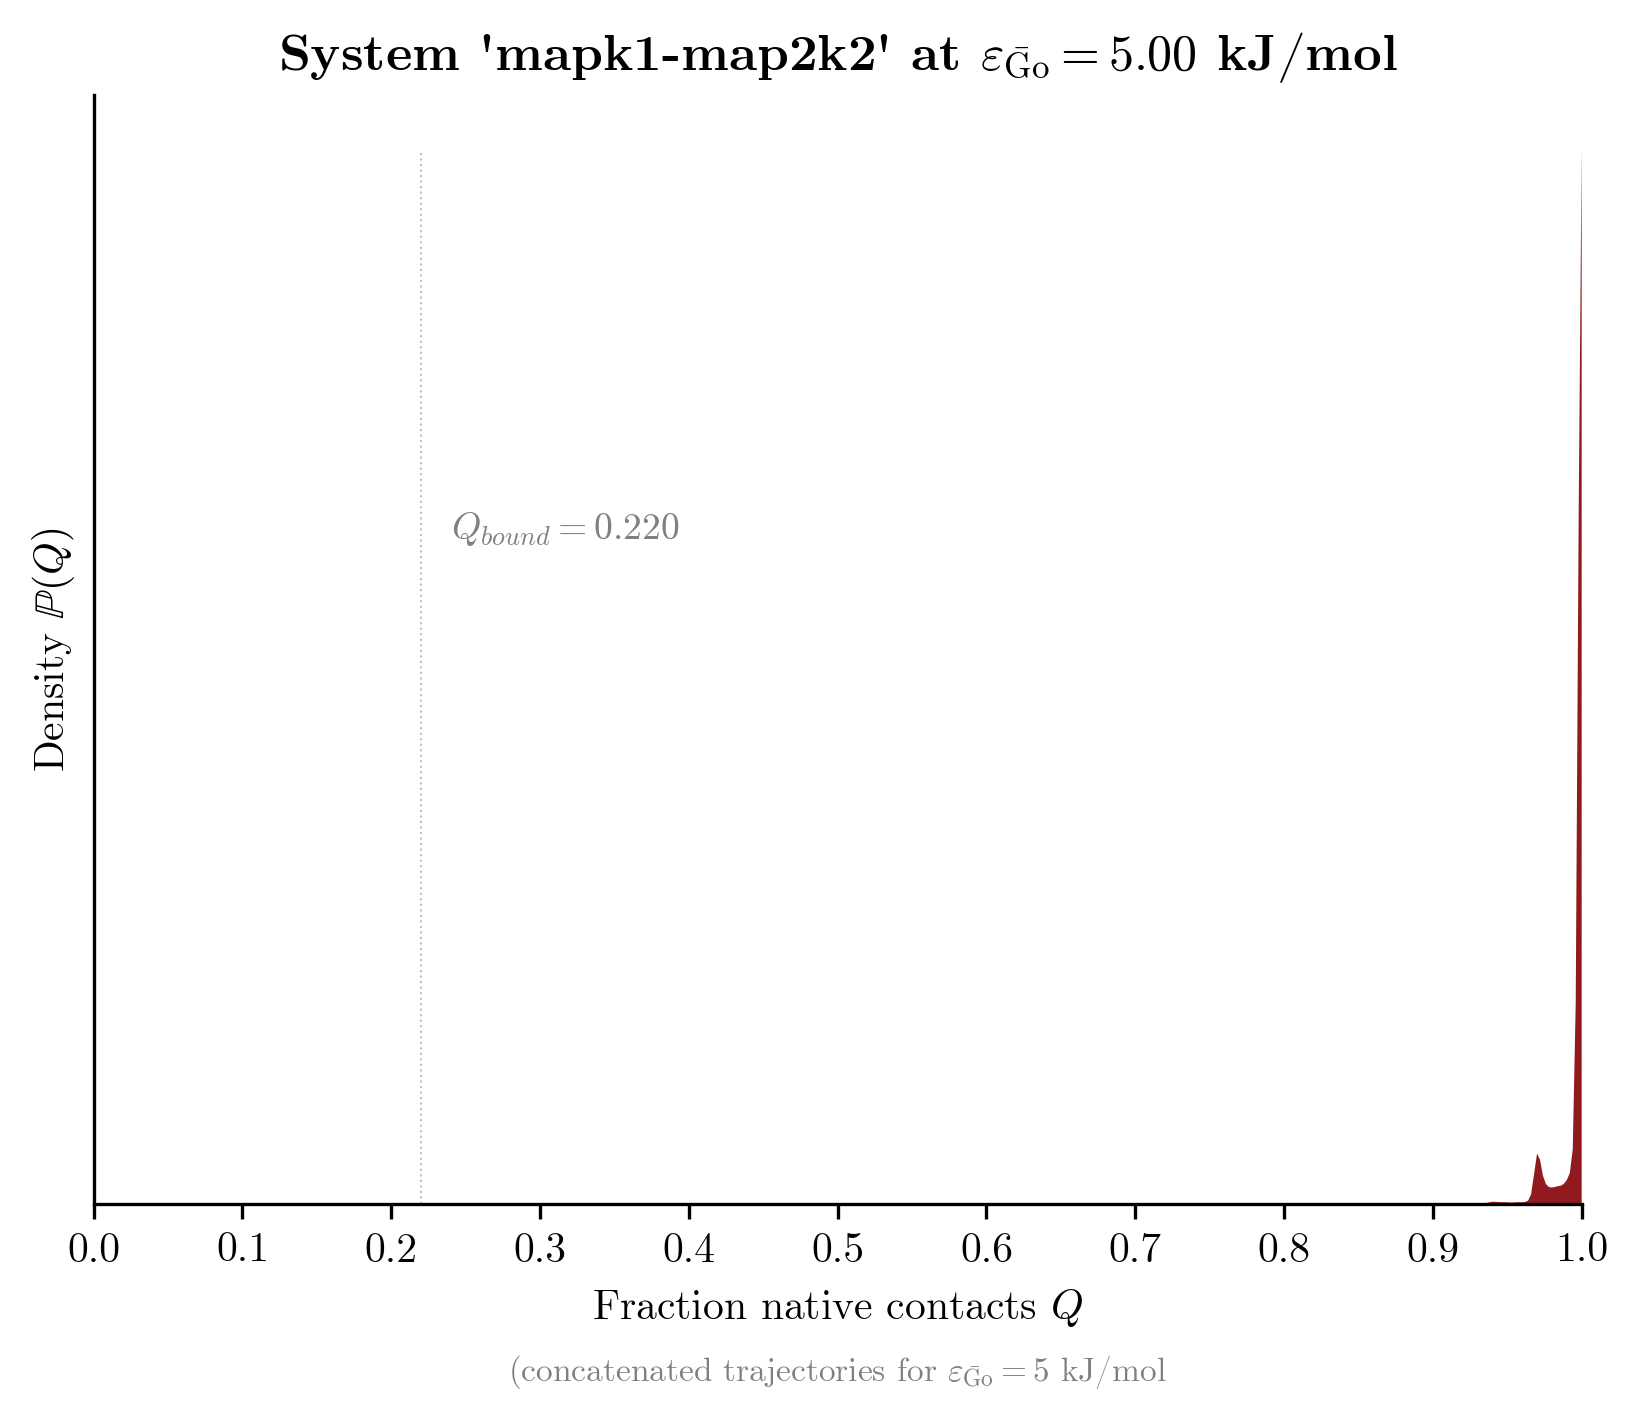 System 'mapk1-map2k2' at ε_Ḡo = 5.00 kJ/mol
Density ℙ(Q)
Q_bound = 0.220
0.0 0.1 0.2 0.3 0.4 0.5 0.6 0.7 0.8 0.9 1.0
Fraction native contacts Q
(concatenated trajectories for ε_Ḡo = 5 kJ/mol